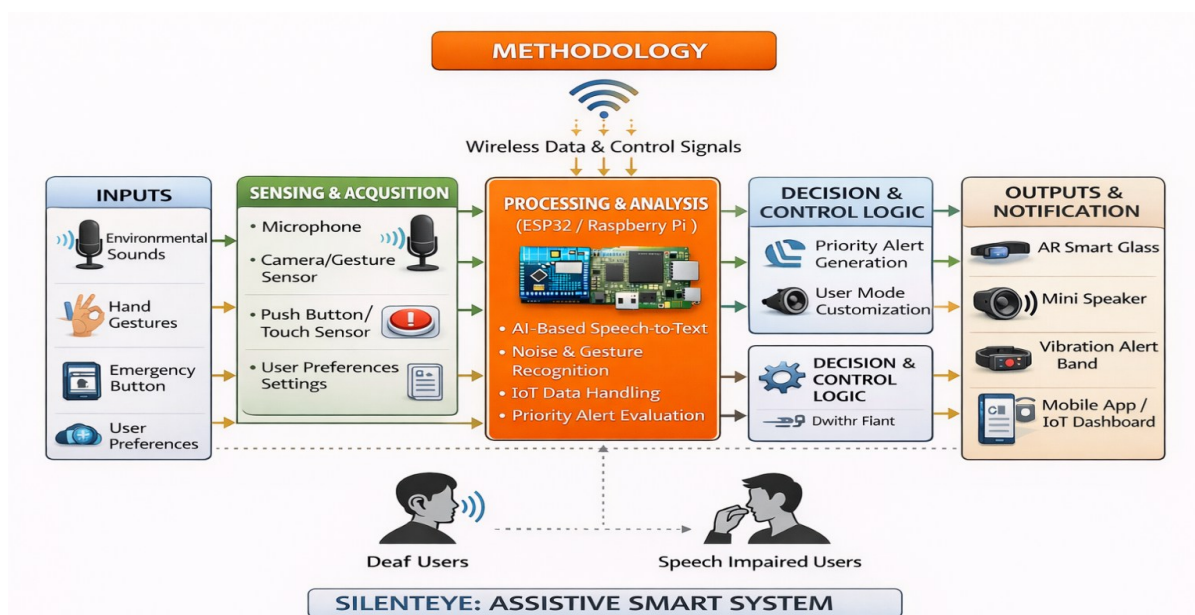 METHODOLOGY
Wireless Data & Control Signals
INPUTS
Environmental
Sounds
Hand
Gestures
Emergency
Button
User
Preferences
SENSING & ACQUSITION
• Microphone
• Camera/Gesture
Sensor
• Push Button/
Touch Sensor
• User Preferences
Settings
PROCESSING & ANALYSIS
(ESP32 / Raspberry Pi )
• AI-Based Speech-to-Text
• Noise & Gesture
Recognition
• IoT Data Handling
• Priority Alert Evaluation
DECISION &
CONTROL LOGIC
Priority Alert
Generation
User Mode
Customization
DECISION &
CONTROL
LOGIC
Dwithr Fiant
OUTPUTS &
NOTIFICATION
AR Smart Glass
Mini Speaker
Vibration Alert
Band
Mobile App /
IoT Dashboard
Deaf Users
Speech Impaired Users
SILENTEYE: ASSISTIVE SMART SYSTEM